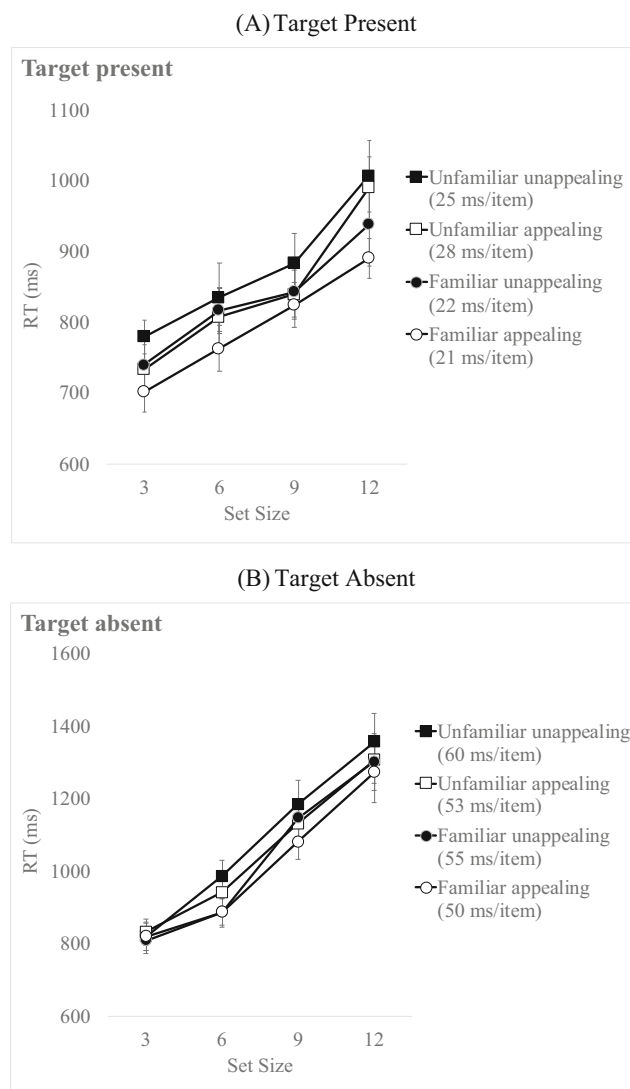 (A) Target Present
Target present
1100
1000
900
800
700
600
RT (ms)
3 6 9 12
Set Size
Unfamiliar unappealing
(25 ms/item)
Unfamiliar appealing
(28 ms/item)
Familiar unappealing
(22 ms/item)
Familiar appealing
(21 ms/item)
(B) Target Absent
Target absent
1600
1400
1200
1000
800
600
RT (ms)
3 6 9 12
Set Size
Unfamiliar unappealing
(60 ms/item)
Unfamiliar appealing
(53 ms/item)
Familiar unappealing
(55 ms/item)
Familiar appealing
(50 ms/item)